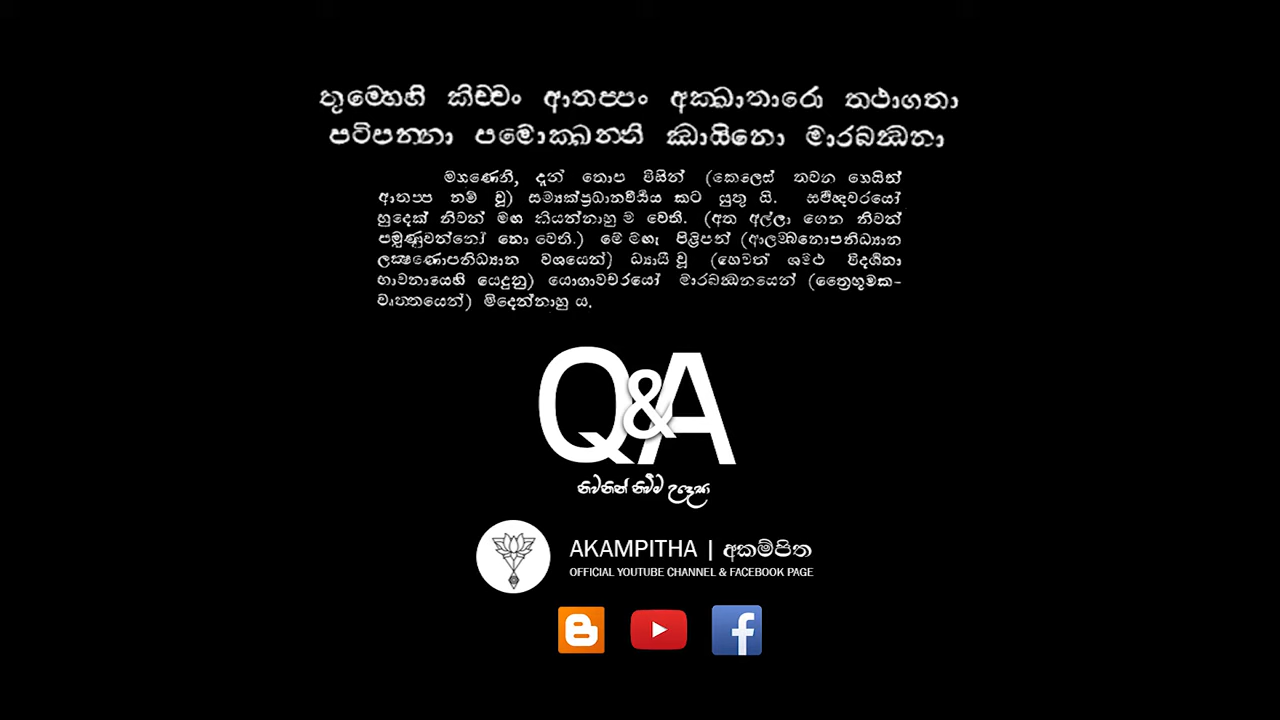 තුම්හෙහි කිච්චං ආතප්පං අක්ඛාතාරො තථාගතා
පටිපන්නා පමොක්ඛන්ති ඣායිනො මාරබන්ධනා
මහණෙනි, දැන් තොප විසින් (කෙලෙස් තවන හෙයින්
ආතප්ප නම් වූ) සම්‍යක්ප්‍රධානවීර්‍ය්‍යය කට යුතු යි. සර්‍වඥවරයෝ
හුදෙක් නිවන් මඟ කියන්නාහු ම වෙති. (අත අල්ලා ගෙන නිවන්
පමුණුවන්නෝ නො වෙති.) මේ මඟැ පිළිපන් (ආලම්බනොපනිධ්‍යාන
ලක්ෂණොපනිධ්‍යාන වශයෙන්) ධ්‍යායී වූ (හෙවත් ශමථ විදර්‍ශනා
භාවනායෙහි යෙදුනු) යොගාවචරයෝ මාරබන්ධනයෙන් (ත්‍රෛභූමක-
වෘත්තයෙන්) මිදෙන්නාහු ය.
Q&A
නිවනින් නිවීම උදෙසා
AKAMPITHA | අකම්පිත
OFFICIAL YOUTUBE CHANNEL & FACEBOOK PAGE